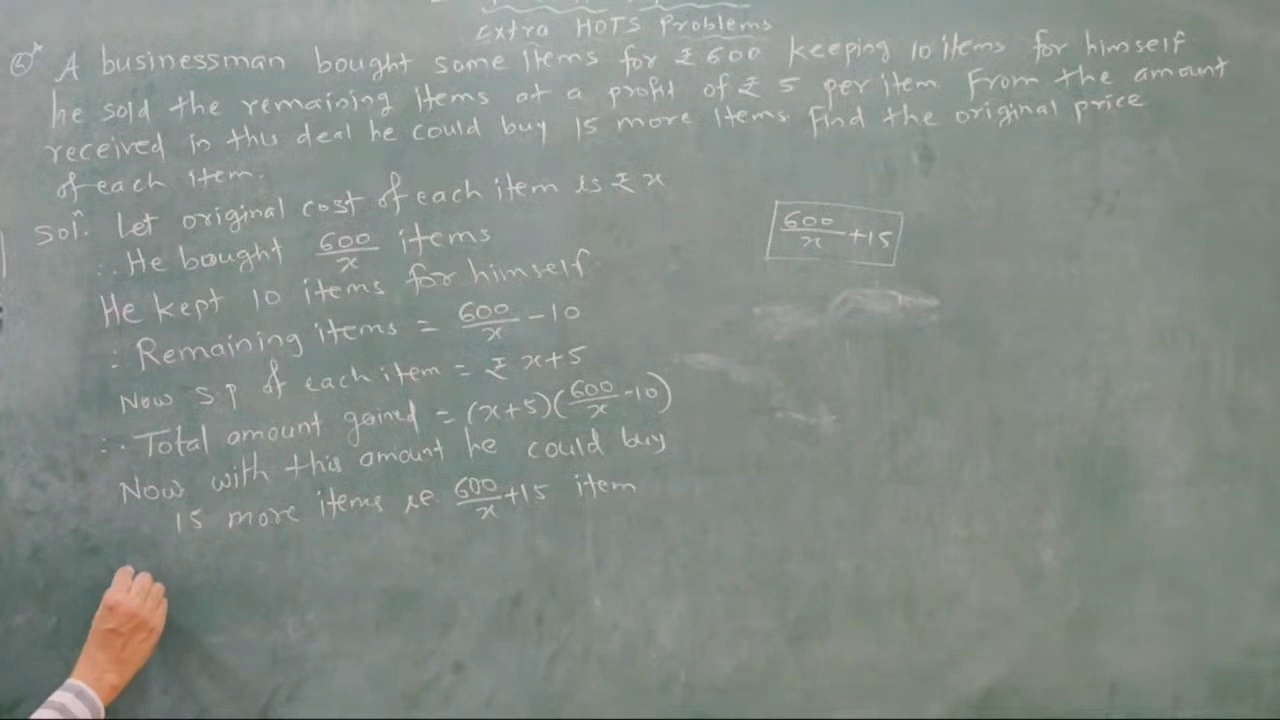 Extra HOTS Problems
6* A businessman bought some items for ₹ 600 keeping 10 items for himself
he sold the remaining items at a profit of ₹ 5 per item. From the amount
received in this deal he could buy 15 more items. Find the original price
of each item.
Solⁿ. Let original cost of each item is ₹ x
∴ He bought 600/x items
He kept 10 items for himself
∴ Remaining items = 600/x - 10
Now S.P of each item = ₹ x+5
∴ Total amount gained = (x+5)(600/x - 10)
Now with this amount he could buy
15 more items ie. 600/x + 15 item
600/x + 15